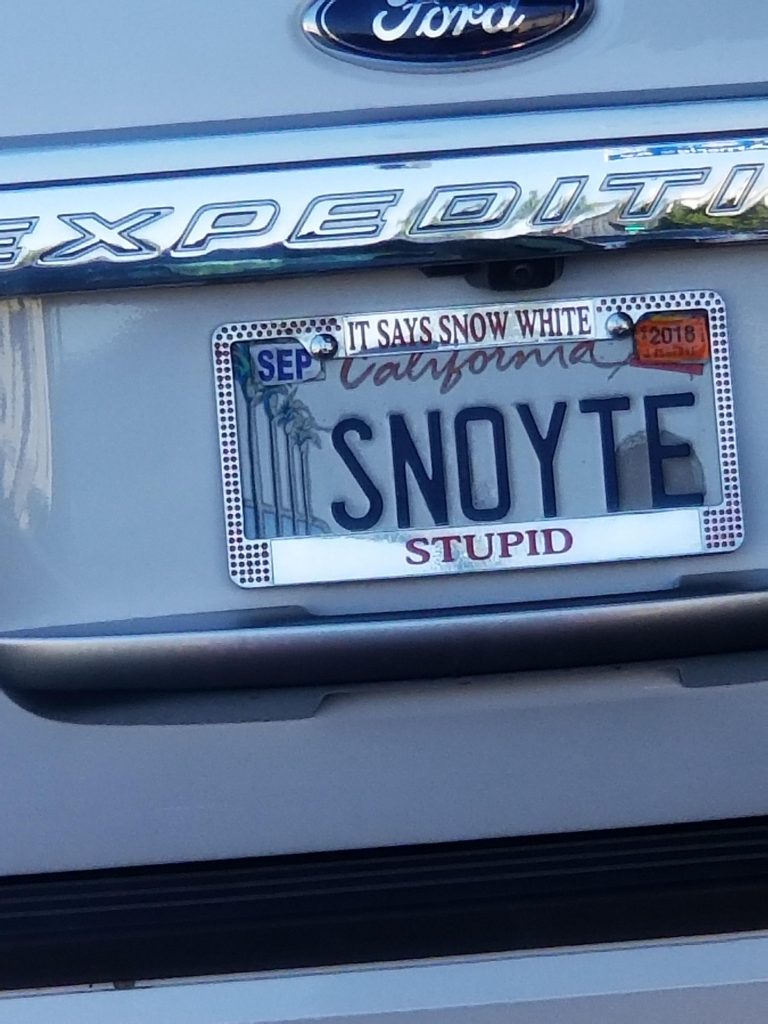 Ford
EXPEDITI
IT SAYS SNOW WHITE
SEP
California
2018
SNOYTE
STUPID